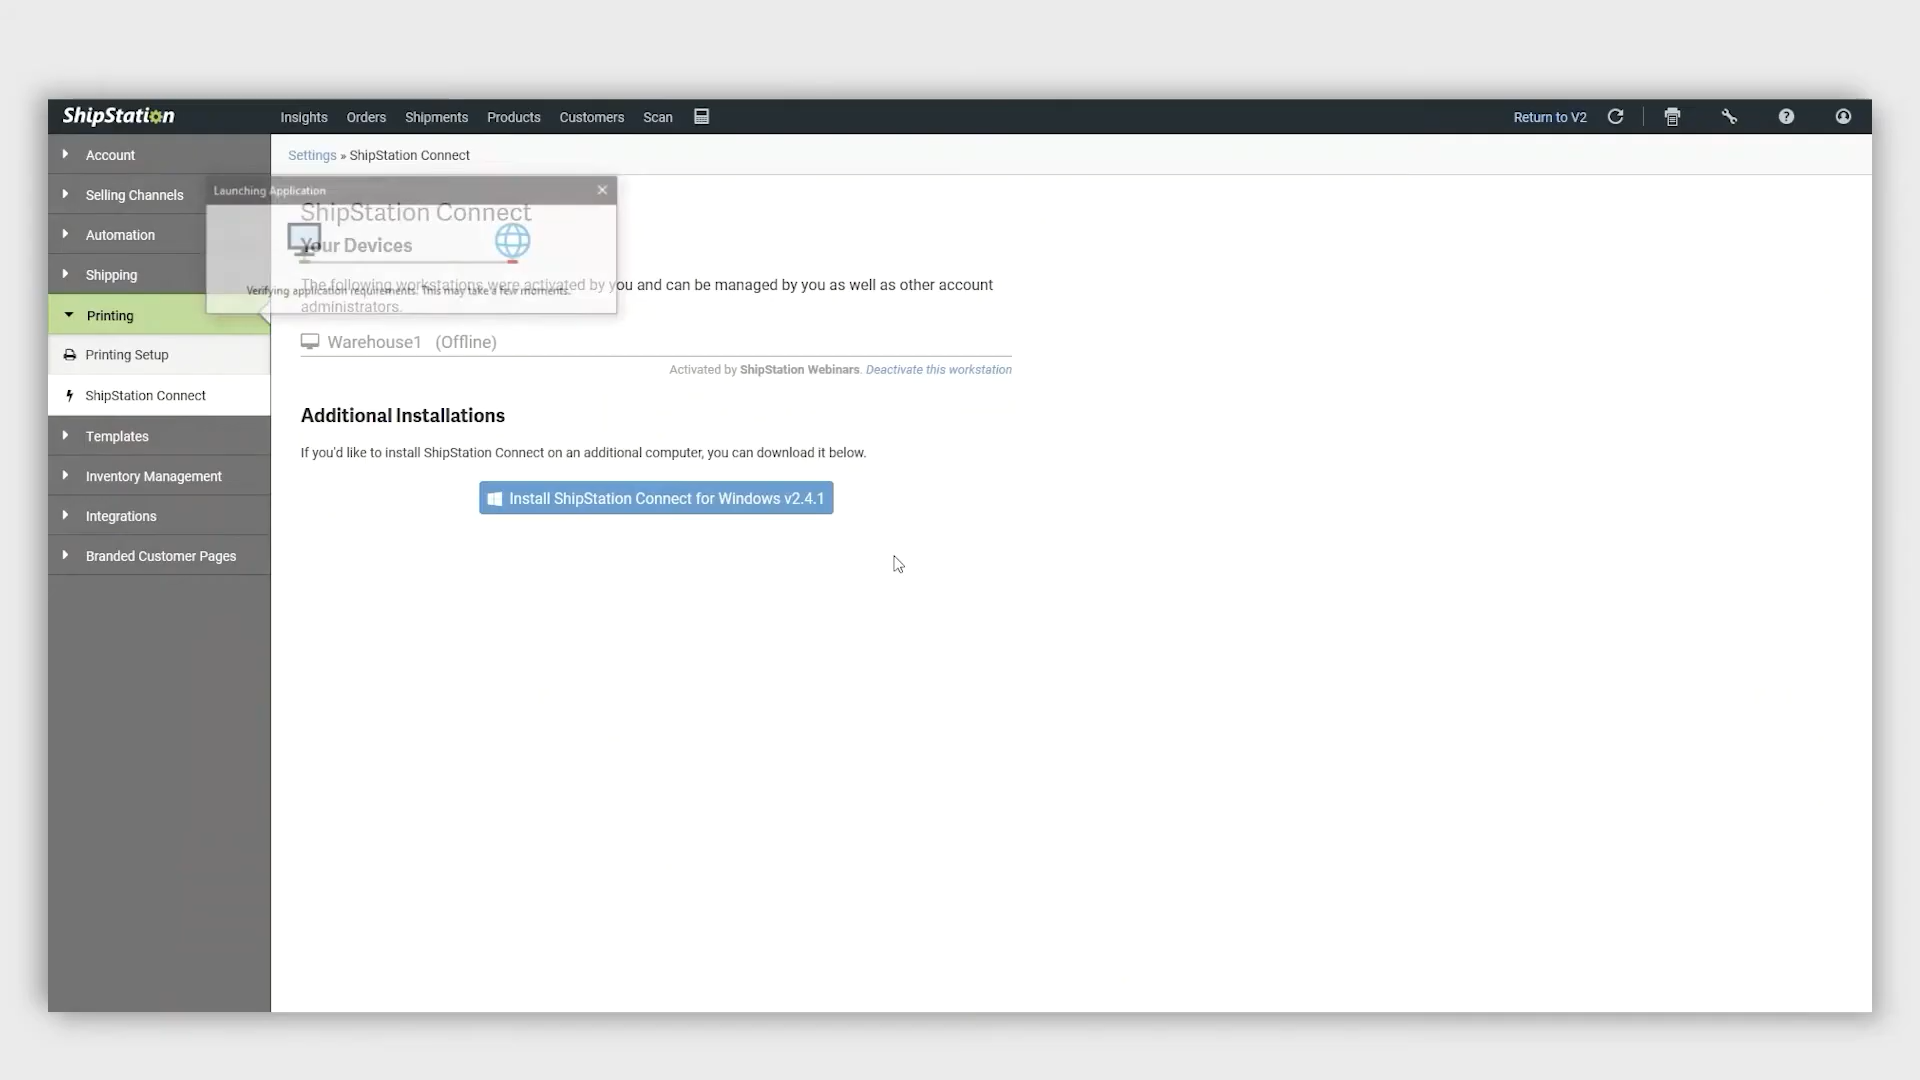 ShipStation
Insights Orders Shipments Products Customers Scan
Return to V2
Account
Selling Channels
Automation
Shipping
Printing
Printing Setup
ShipStation Connect
Templates
Inventory Management
Integrations
Branded Customer Pages
Settings » ShipStation Connect
Launching Application
ShipStation Connect
Your Devices
Verifying application requirements. This may take a few moments.
The following workstations were activated by you and can be managed by you as well as other account
administrators.
Warehouse1 (Offline)
Activated by ShipStation Webinars. Deactivate this workstation
Additional Installations
If you'd like to install ShipStation Connect on an additional computer, you can download it below.
Install ShipStation Connect for Windows v2.4.1